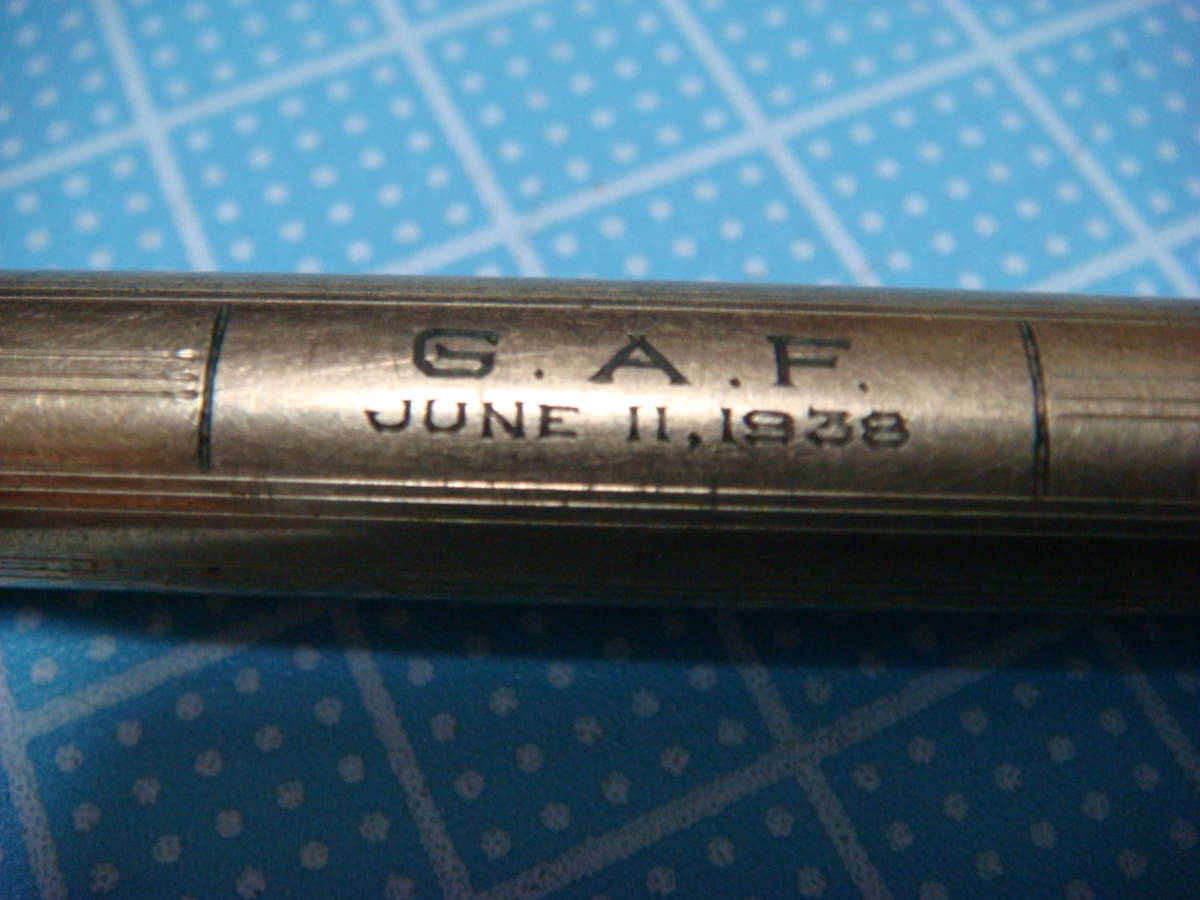 G. A. F.
JUNE 11, 1938